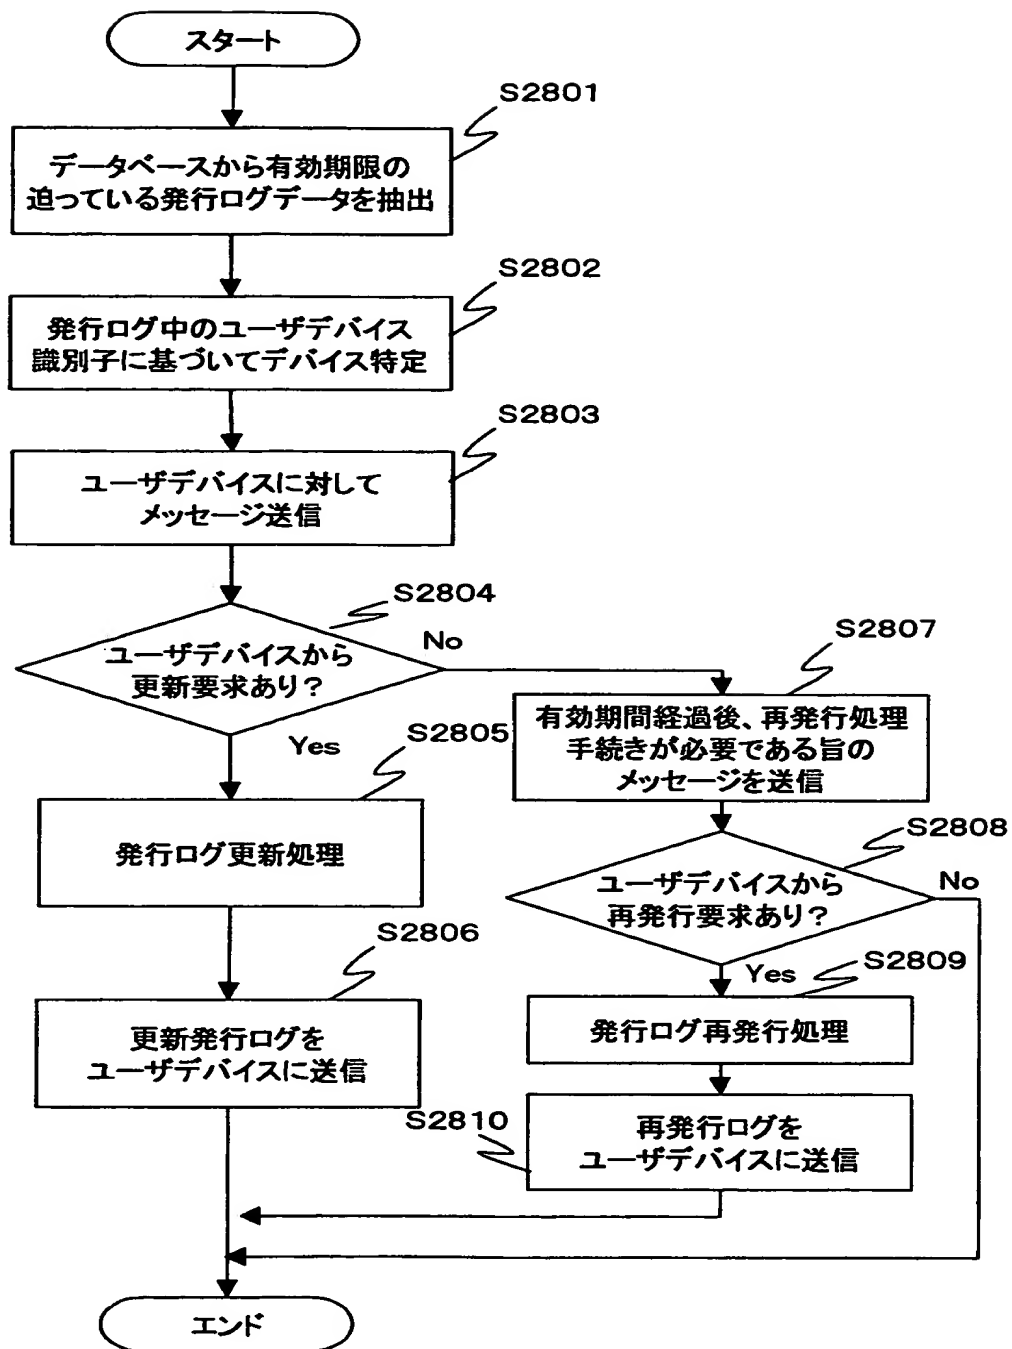 スタート
S2801
データベースから有効期限の
迫っている発行ログデータを抽出
S2802
発行ログ中のユーザデバイス
識別子に基づいてデバイス特定
S2803
ユーザデバイスに対して
メッセージ送信
S2804
ユーザデバイスから
更新要求あり?
No
Yes
S2805
発行ログ更新処理
S2806
更新発行ログを
ユーザデバイスに送信
S2807
有効期間経過後、再発行処理
手続きが必要である旨の
メッセージを送信
S2808
ユーザデバイスから
再発行要求あり?
No
Yes
S2809
発行ログ再発行処理
S2810
再発行ログを
ユーザデバイスに送信
エンド